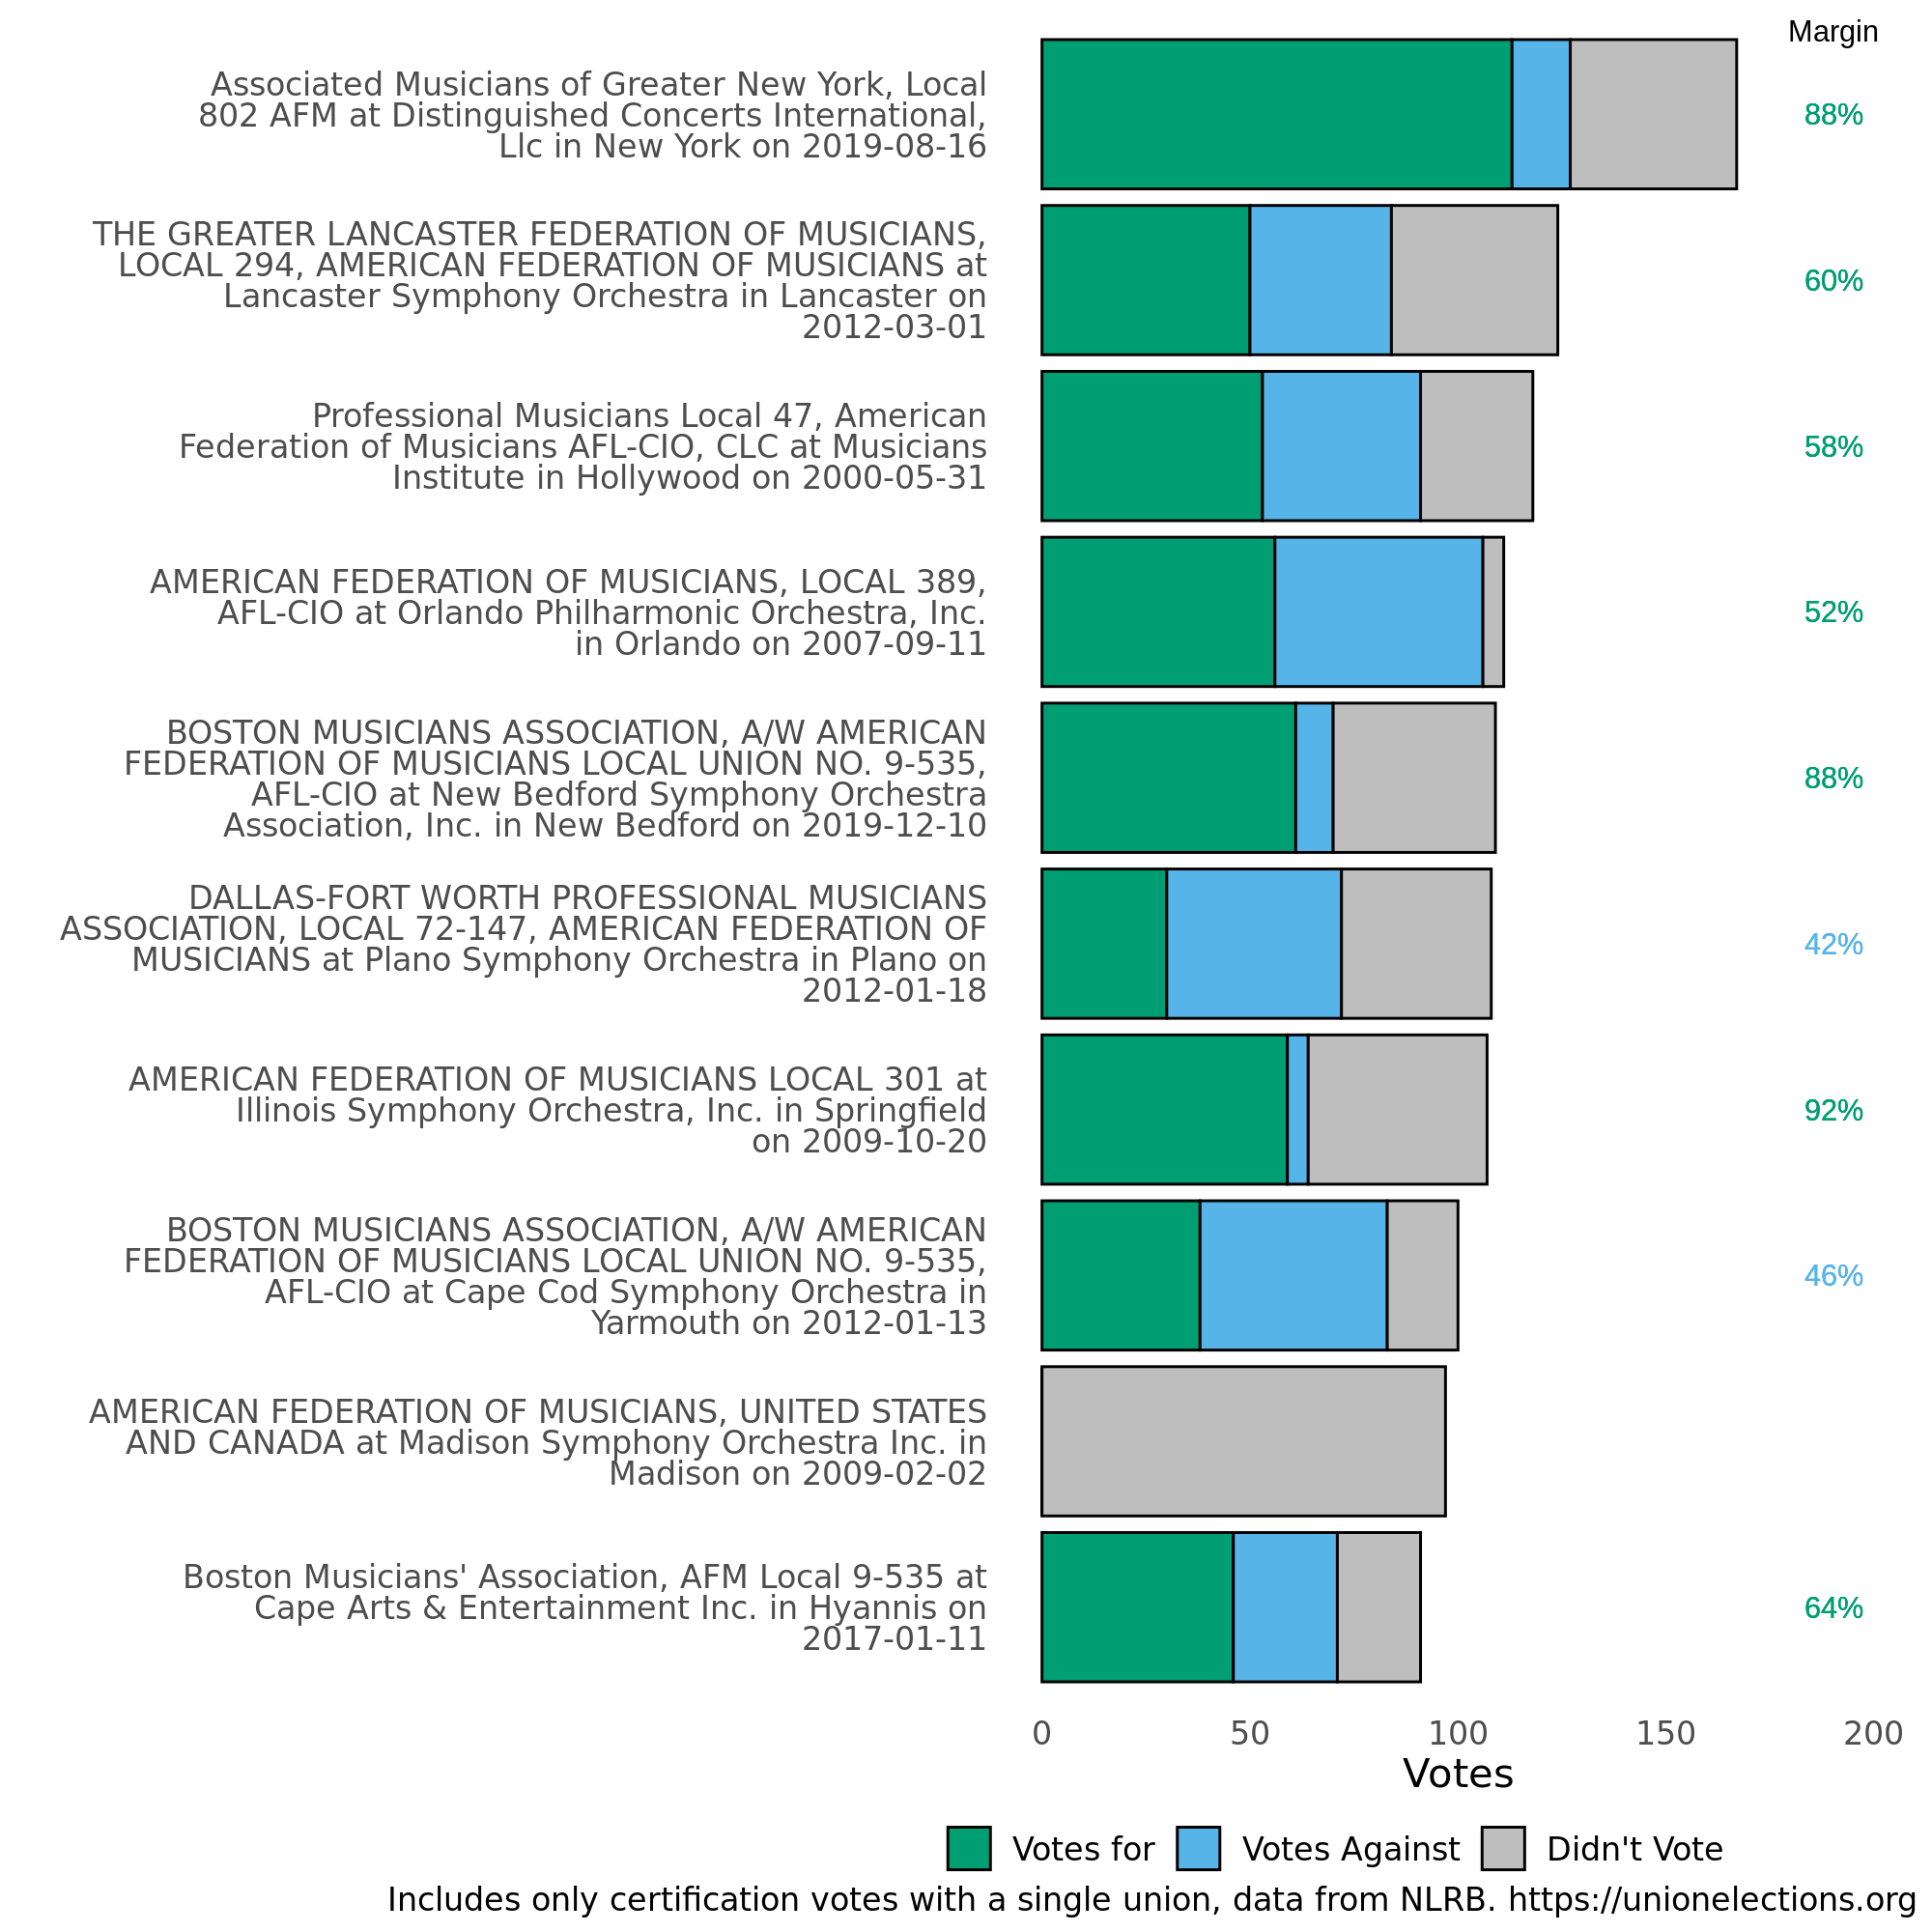 Margin
Associated Musicians of Greater New York, Local
802 AFM at Distinguished Concerts International,
Llc in New York on 2019-08-16
88%
THE GREATER LANCASTER FEDERATION OF MUSICIANS,
LOCAL 294, AMERICAN FEDERATION OF MUSICIANS at
Lancaster Symphony Orchestra in Lancaster on
2012-03-01
60%
Professional Musicians Local 47, American
Federation of Musicians AFL-CIO, CLC at Musicians
Institute in Hollywood on 2000-05-31
58%
AMERICAN FEDERATION OF MUSICIANS, LOCAL 389,
AFL-CIO at Orlando Philharmonic Orchestra, Inc.
in Orlando on 2007-09-11
52%
BOSTON MUSICIANS ASSOCIATION, A/W AMERICAN
FEDERATION OF MUSICIANS LOCAL UNION NO. 9-535,
AFL-CIO at New Bedford Symphony Orchestra
Association, Inc. in New Bedford on 2019-12-10
88%
DALLAS-FORT WORTH PROFESSIONAL MUSICIANS
ASSOCIATION, LOCAL 72-147, AMERICAN FEDERATION OF
MUSICIANS at Plano Symphony Orchestra in Plano on
2012-01-18
42%
AMERICAN FEDERATION OF MUSICIANS LOCAL 301 at
Illinois Symphony Orchestra, Inc. in Springfield
on 2009-10-20
92%
BOSTON MUSICIANS ASSOCIATION, A/W AMERICAN
FEDERATION OF MUSICIANS LOCAL UNION NO. 9-535,
AFL-CIO at Cape Cod Symphony Orchestra in
Yarmouth on 2012-01-13
46%
AMERICAN FEDERATION OF MUSICIANS, UNITED STATES
AND CANADA at Madison Symphony Orchestra Inc. in
Madison on 2009-02-02
Boston Musicians' Association, AFM Local 9-535 at
Cape Arts & Entertainment Inc. in Hyannis on
2017-01-11
64%
0 50 100 150 200
Votes
Votes for Votes Against Didn't Vote
Includes only certification votes with a single union, data from NLRB. https://unionelections.org